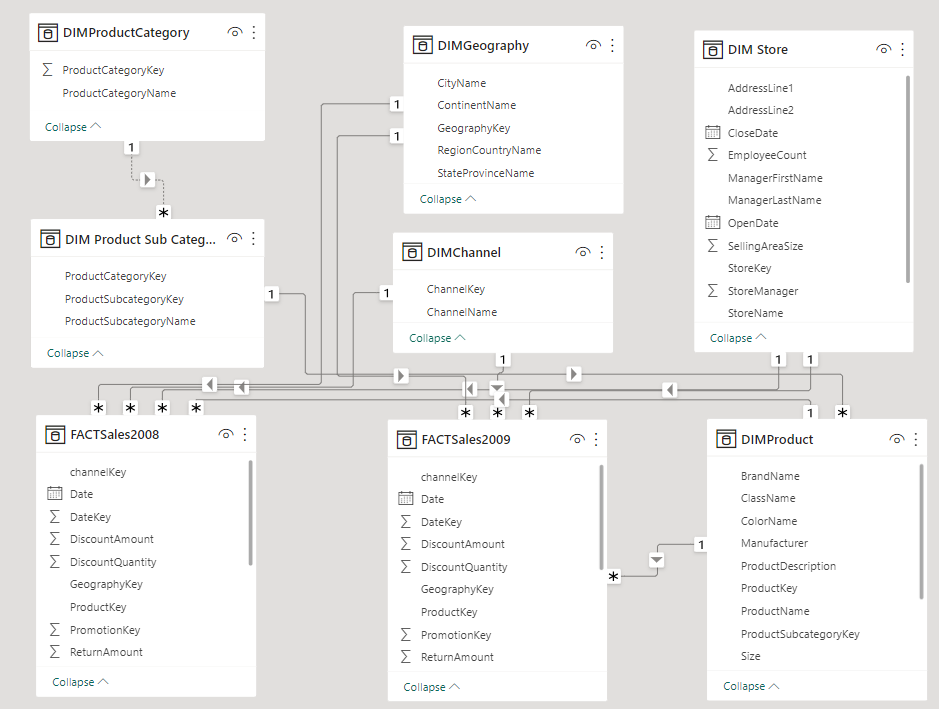 DIMProductCategory
ProductCategoryKey
ProductCategoryName
Collapse
1
*
DIM Product Sub Categ...
ProductCategoryKey
ProductSubcategoryKey
ProductSubcategoryName
Collapse
1
DIMGeography
CityName
ContinentName
GeographyKey
RegionCountryName
StateProvinceName
Collapse
1
1
DIMChannel
ChannelKey
ChannelName
Collapse
1
1
DIM Store
AddressLine1
AddressLine2
CloseDate
EmployeeCount
ManagerFirstName
ManagerLastName
OpenDate
SellingAreaSize
StoreKey
StoreManager
StoreName
Collapse
1 1
* * * *
FACTSales2008
channelKey
Date
DateKey
DiscountAmount
DiscountQuantity
GeographyKey
ProductKey
PromotionKey
ReturnAmount
Collapse
* * *
FACTSales2009
channelKey
Date
DateKey
DiscountAmount
DiscountQuantity
GeographyKey
ProductKey
PromotionKey
ReturnAmount
Collapse
*
1
1 *
DIMProduct
BrandName
ClassName
ColorName
Manufacturer
ProductDescription
ProductKey
ProductName
ProductSubcategoryKey
Size
Collapse